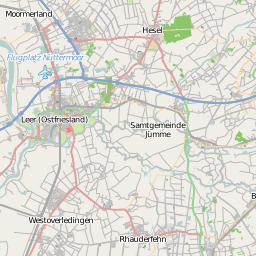 Moormerland
Hesel
Flugplatz Nüttermoor
Leer (Ostfriesland)
Samtgemeinde
Jümme
Westoverledingen
Rhauderfehn
B